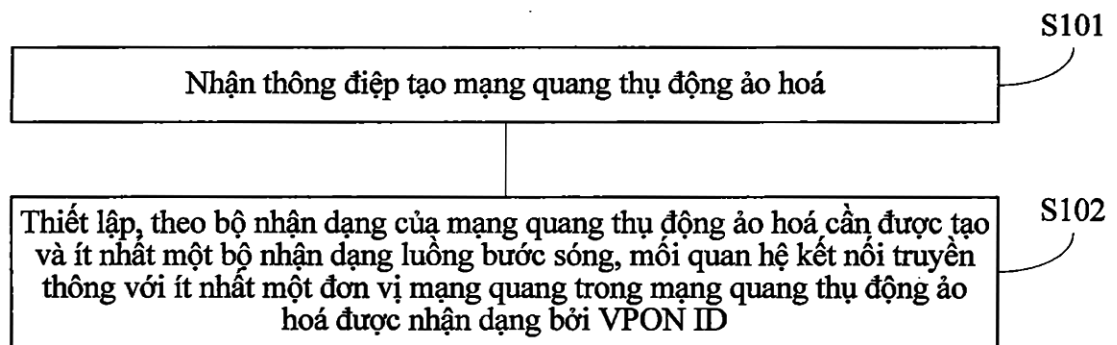 S101
Nhận thông điệp tạo mạng quang thụ động ảo hoá
S102
Thiết lập, theo bộ nhận dạng của mạng quang thụ động ảo hoá cần được tạo
và ít nhất một bộ nhận dạng luồng bước sóng, mối quan hệ kết nối truyền
thông với ít nhất một đơn vị mạng quang trong mạng quang thụ động ảo
hoá được nhận dạng bởi VPON ID